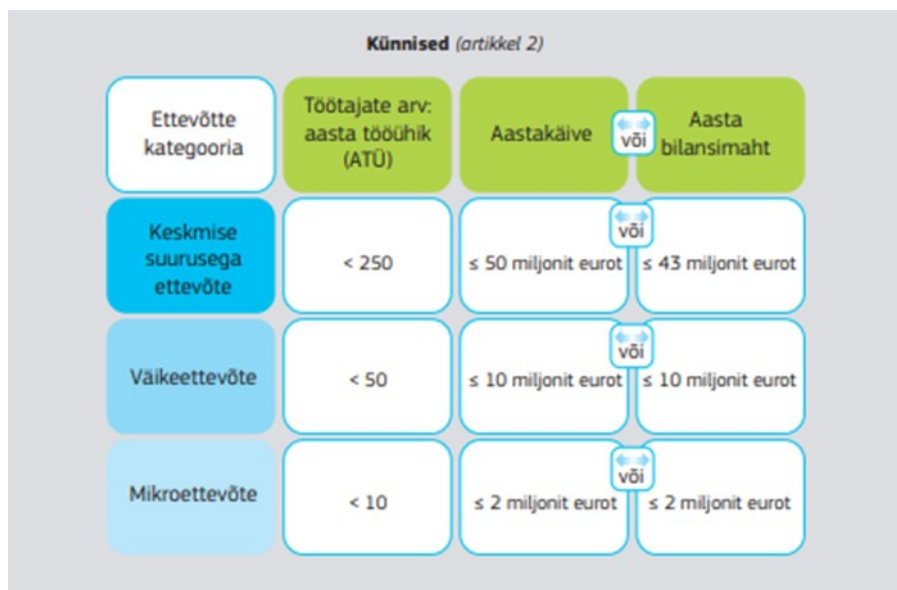 Künnised (artikkel 2)
Ettevõtte
kategooria
Töötajate arv:
aasta tööühik
(ATÜ)
Aastakäive
või
Aasta
bilansimaht
Keskmise
suurusega
ettevõte
< 250
≤ 50 miljonit eurot
või
≤ 43 miljonit eurot
Väikeettevõte
< 50
≤ 10 miljonit eurot
või
≤ 10 miljonit eurot
Mikroettevõte
< 10
≤ 2 miljonit eurot
või
≤ 2 miljonit eurot